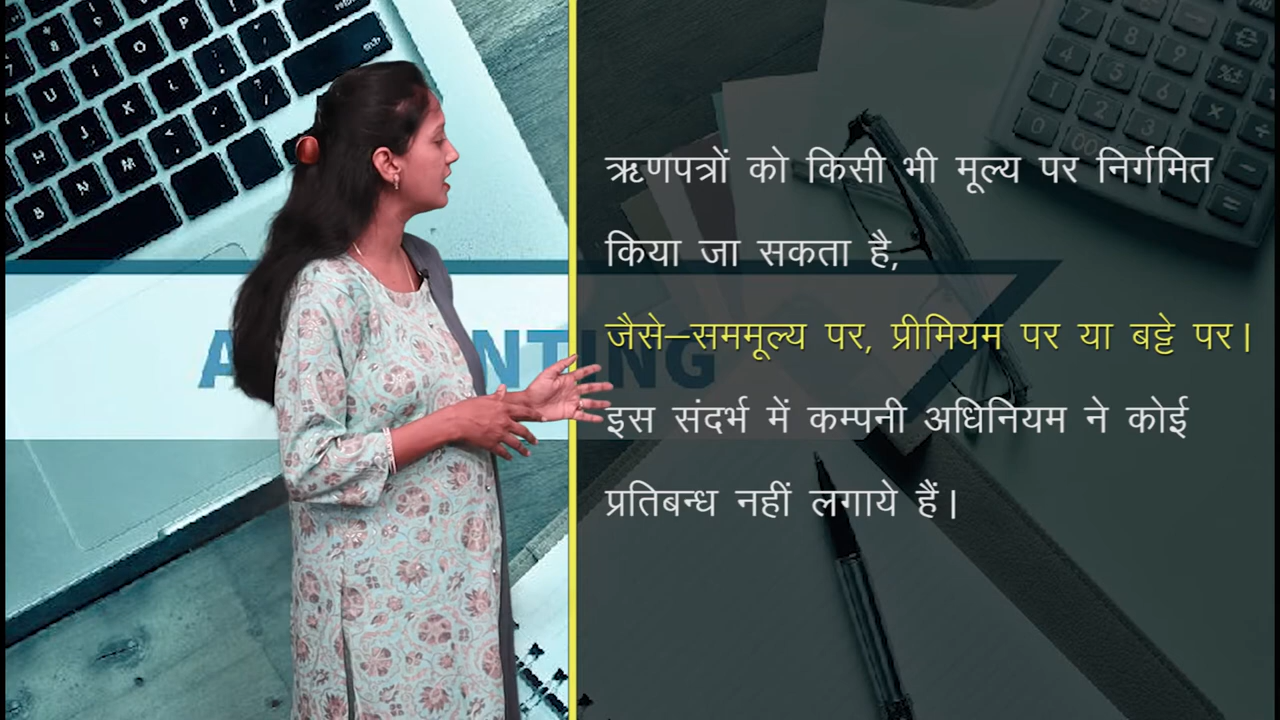 ऋणपत्रों को किसी भी मूल्य पर निर्गमित
किया जा सकता है,
जैसे–सममूल्य पर, प्रीमियम पर या बट्टे पर।
इस संदर्भ में कम्पनी अधिनियम ने कोई
प्रतिबन्ध नहीं लगाये हैं।